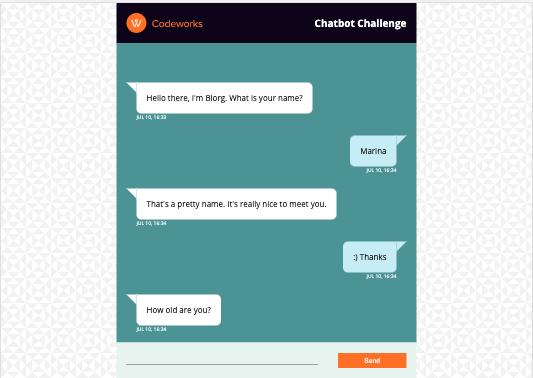 W Codeworks
Chatbot Challenge
Hello there, I'm Blorg. What is your name?
JUL 10, 16:33
Marina
JUL 10, 16:34
That's a pretty name. It's really nice to meet you.
JUL 10, 16:34
:) Thanks
JUL 10, 16:34
How old are you?
JUL 10, 16:34
Send